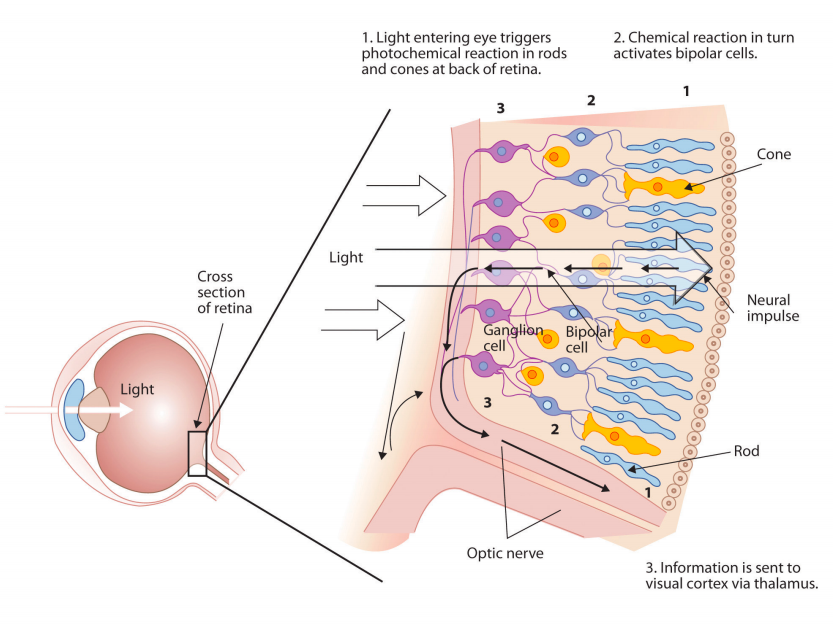 1. Light entering eye triggers
photochemical reaction in rods
and cones at back of retina.
2. Chemical reaction in turn
activates bipolar cells.
1
2
3
Cone
Light
Cross
section
of retina
Neural
impulse
Ganglion
cell
Bipolar
cell
Light
3
2
Rod
1
Optic nerve
3. Information is sent to
visual cortex via thalamus.